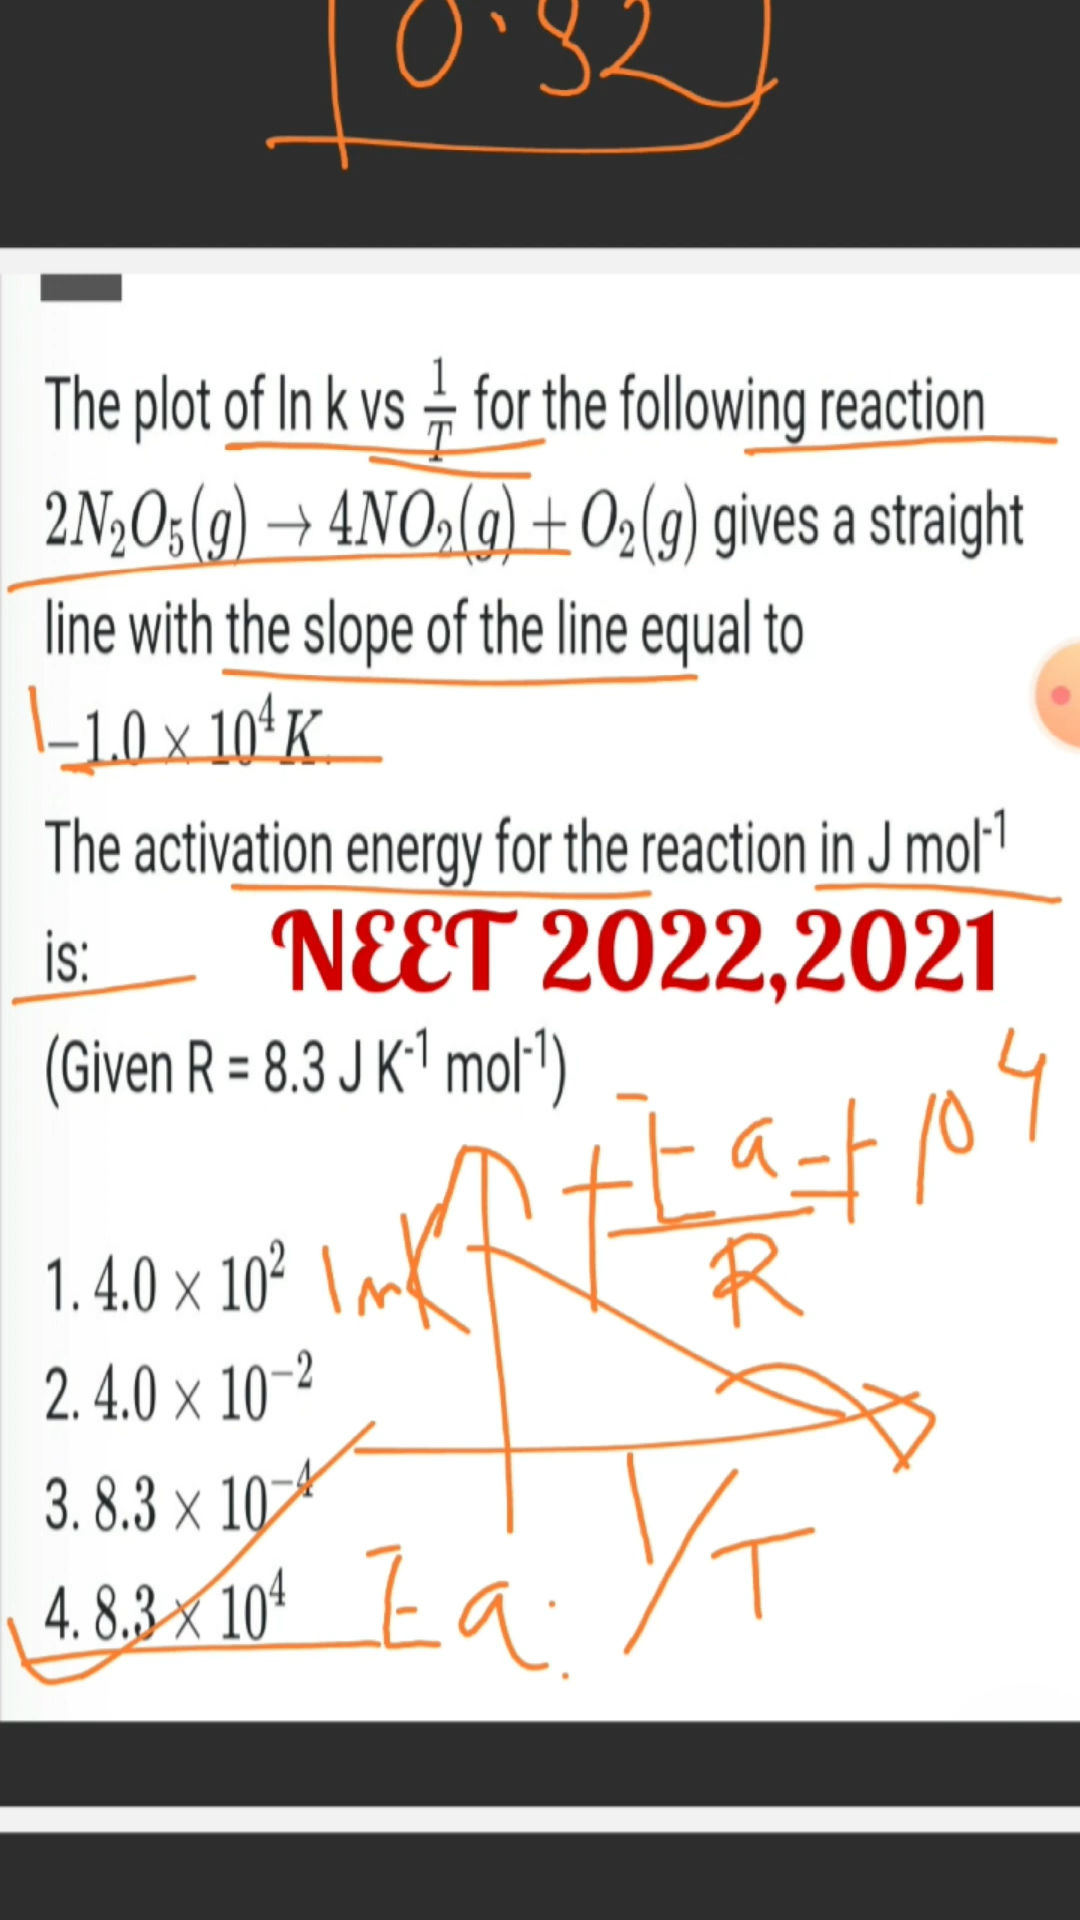 0.32
The plot of ln k vs 1/T for the following reaction
2N₂O₅(g) → 4NO₂(g) + O₂(g) gives a straight
line with the slope of the line equal to
−1.0 × 10⁴ K.
The activation energy for the reaction in J mol⁻¹
is:
NEET 2022,2021
(Given R = 8.3 J K⁻¹ mol⁻¹)
1. 4.0 × 10²
2. 4.0 × 10⁻²
3. 8.3 × 10⁻⁴
4. 8.3 × 10⁴
lnK
Ea/R = 10⁴
1/T
Ea: